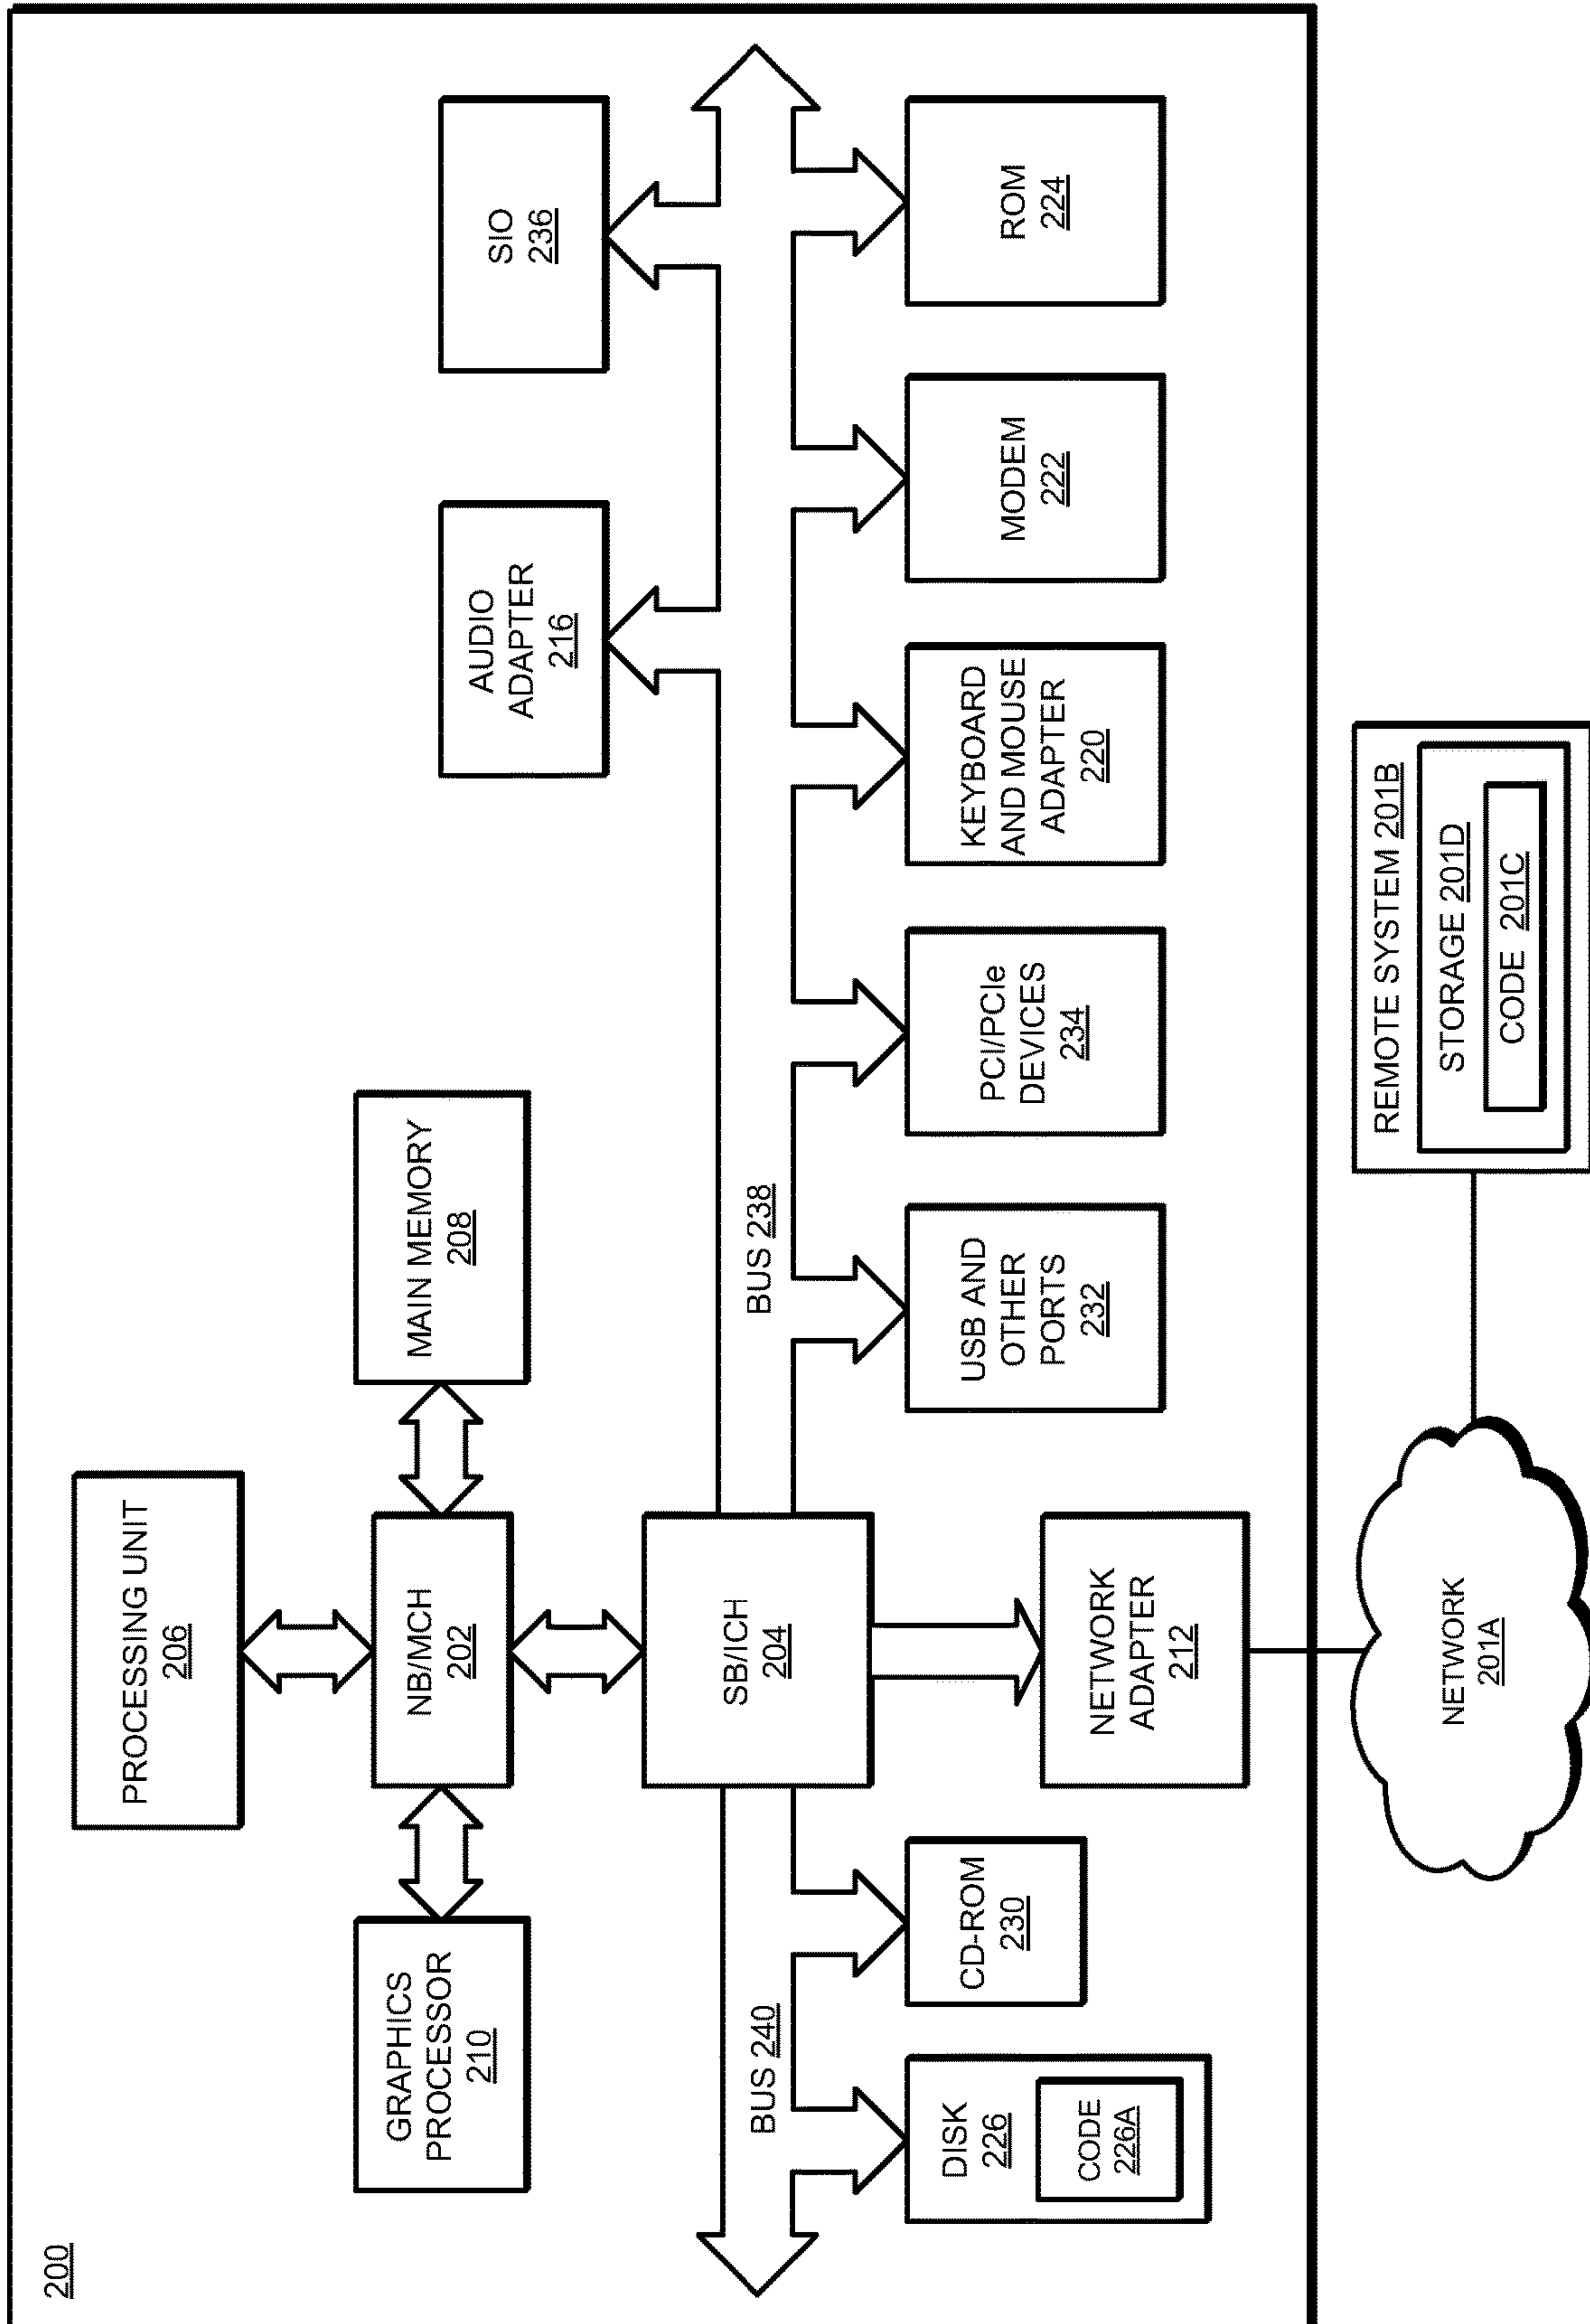 200
PROCESSING UNIT
206
GRAPHICS
PROCESSOR
210
NB/MCH
202
MAIN MEMORY
208
AUDIO
ADAPTER
216
SIO
236
SB/ICH
204
BUS 240
BUS 238
DISK
226
CODE
226A
CD-ROM
230
NETWORK
ADAPTER
212
USB AND
OTHER
PORTS
232
PCI/PCIe
DEVICES
234
KEYBOARD
AND MOUSE
ADAPTER
220
MODEM
222
ROM
224
NETWORK
201A
REMOTE SYSTEM 201B
STORAGE 201D
CODE 201C